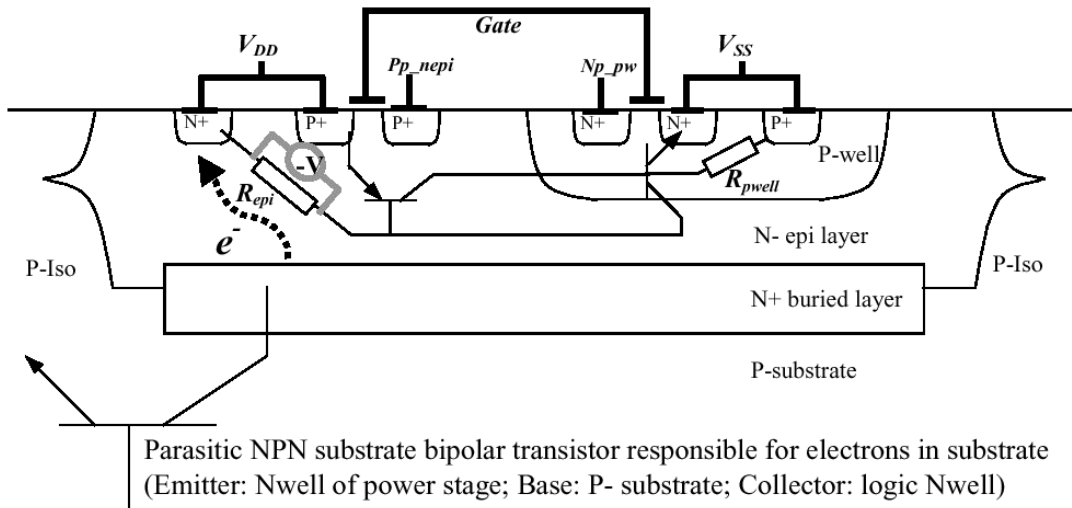 Gate
V_DD
V_SS
Pp_nepi
Np_pw
N+
P+
P+
N+
N+
P+
-V
P-well
R_epi
R_pwell
e^-
N- epi layer
P-Iso
P-Iso
N+ buried layer
P-substrate
Parasitic NPN substrate bipolar transistor responsible for electrons in substrate
(Emitter: Nwell of power stage; Base: P- substrate; Collector: logic Nwell)